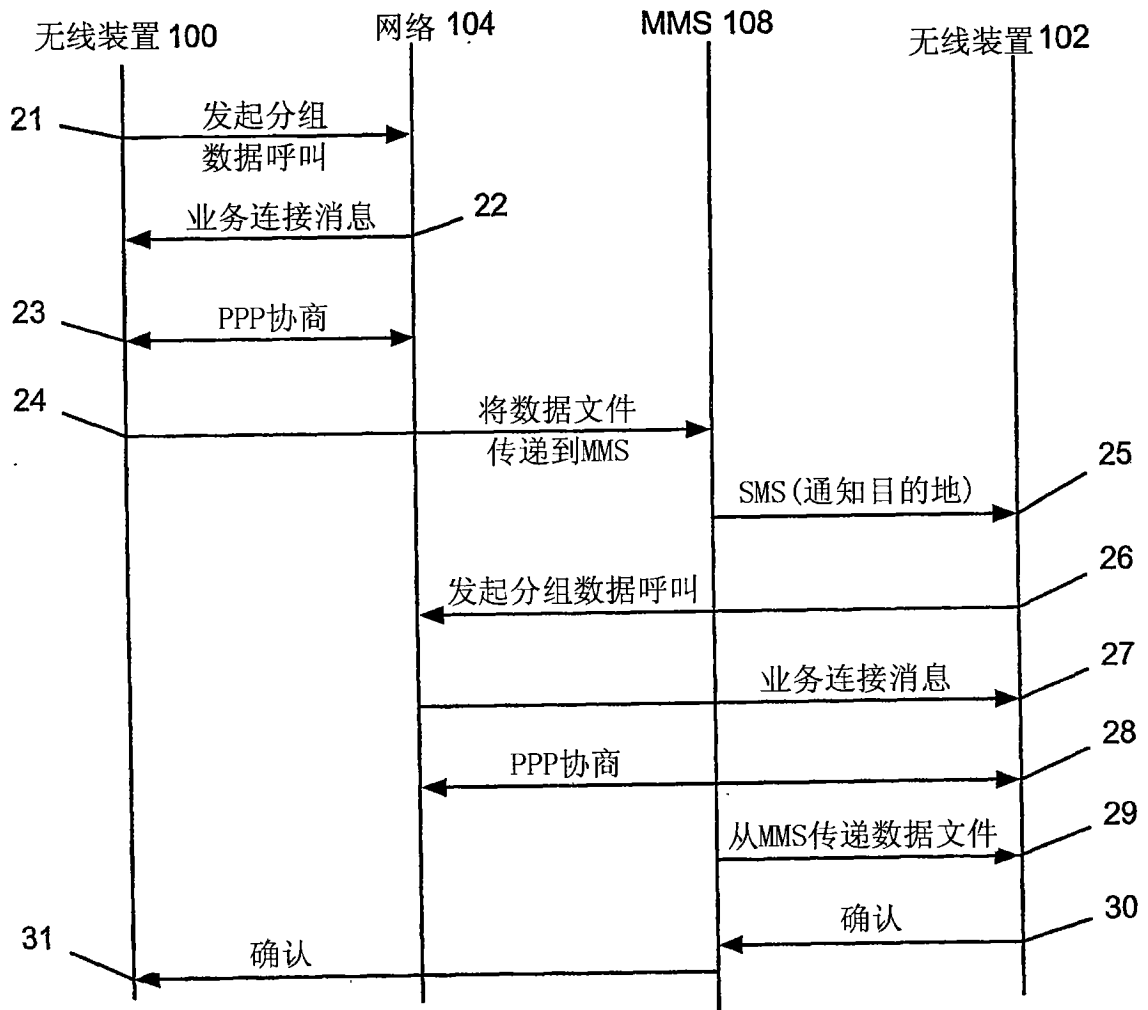 无线装置 100
网络 104
MMS 108
无线装置 102
21
发起分组
数据呼叫
业务连接消息
22
23
PPP协商
24
将数据文件
传递到MMS
SMS(通知目的地)
25
发起分组数据呼叫
26
业务连接消息
27
PPP协商
28
从MMS传递数据文件
29
确认
30
31
确认